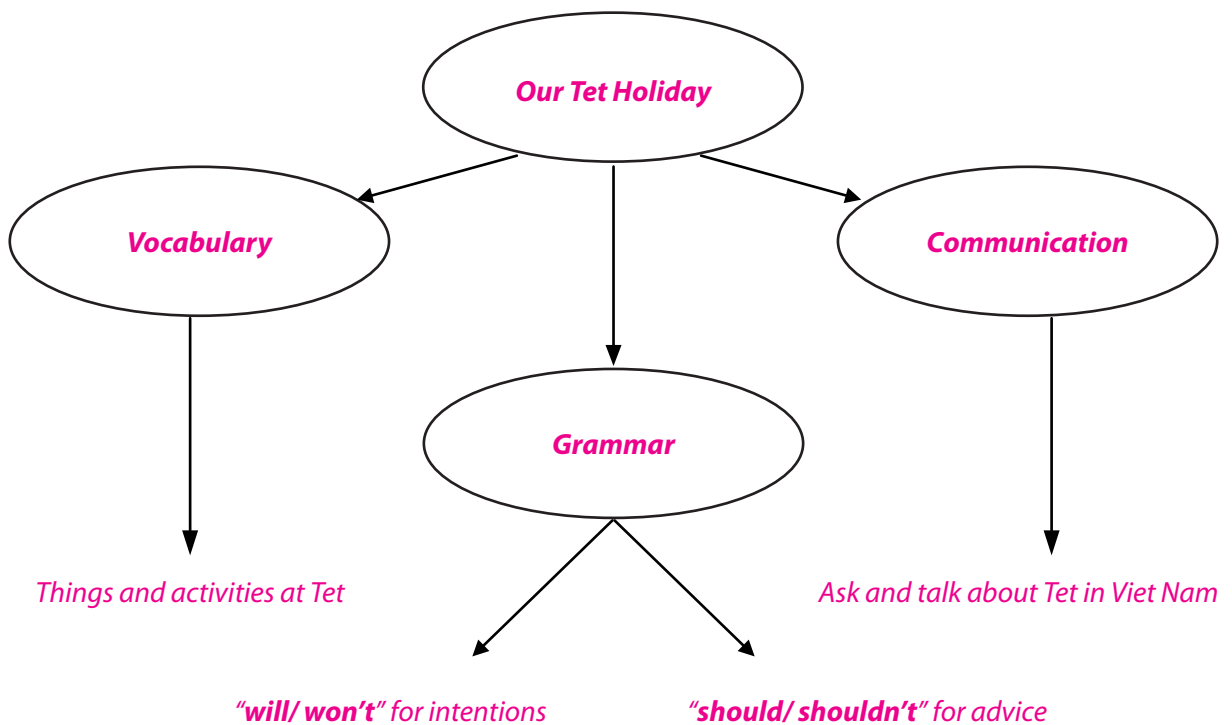 Our Tet Holiday
Vocabulary
Communication
Grammar
Things and activities at Tet
Ask and talk about Tet in Viet Nam
“will/ won't” for intentions
“should/ shouldn't” for advice